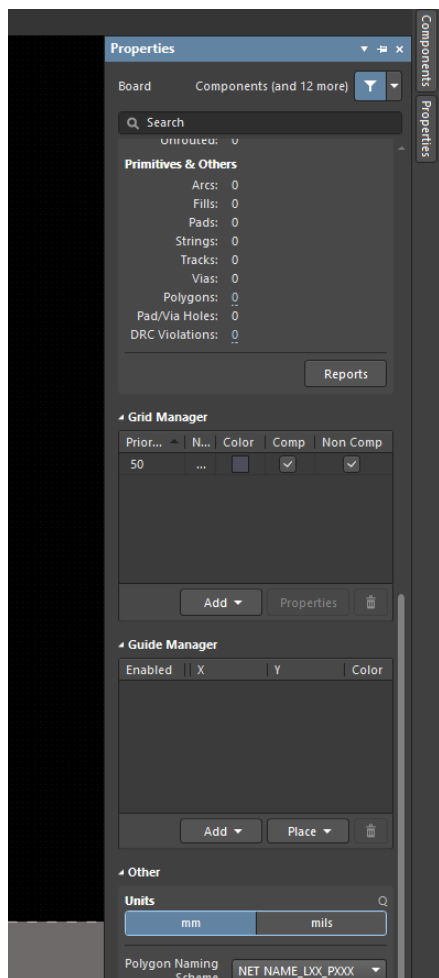 Components
Properties
Properties
Board Components (and 12 more)
Search
Unrouted: 0
Primitives & Others
Arcs: 0
Fills: 0
Pads: 0
Strings: 0
Tracks: 0
Vias: 0
Polygons: 0
Pad/Via Holes: 0
DRC Violations: 0
Reports
Grid Manager
Prior... N... Color Comp Non Comp
50 ...
Add Properties
Guide Manager
Enabled X Y Color
Add Place
Other
Units Q
mm mils
Polygon Naming
Scheme NET NAME_LXX_PXXX